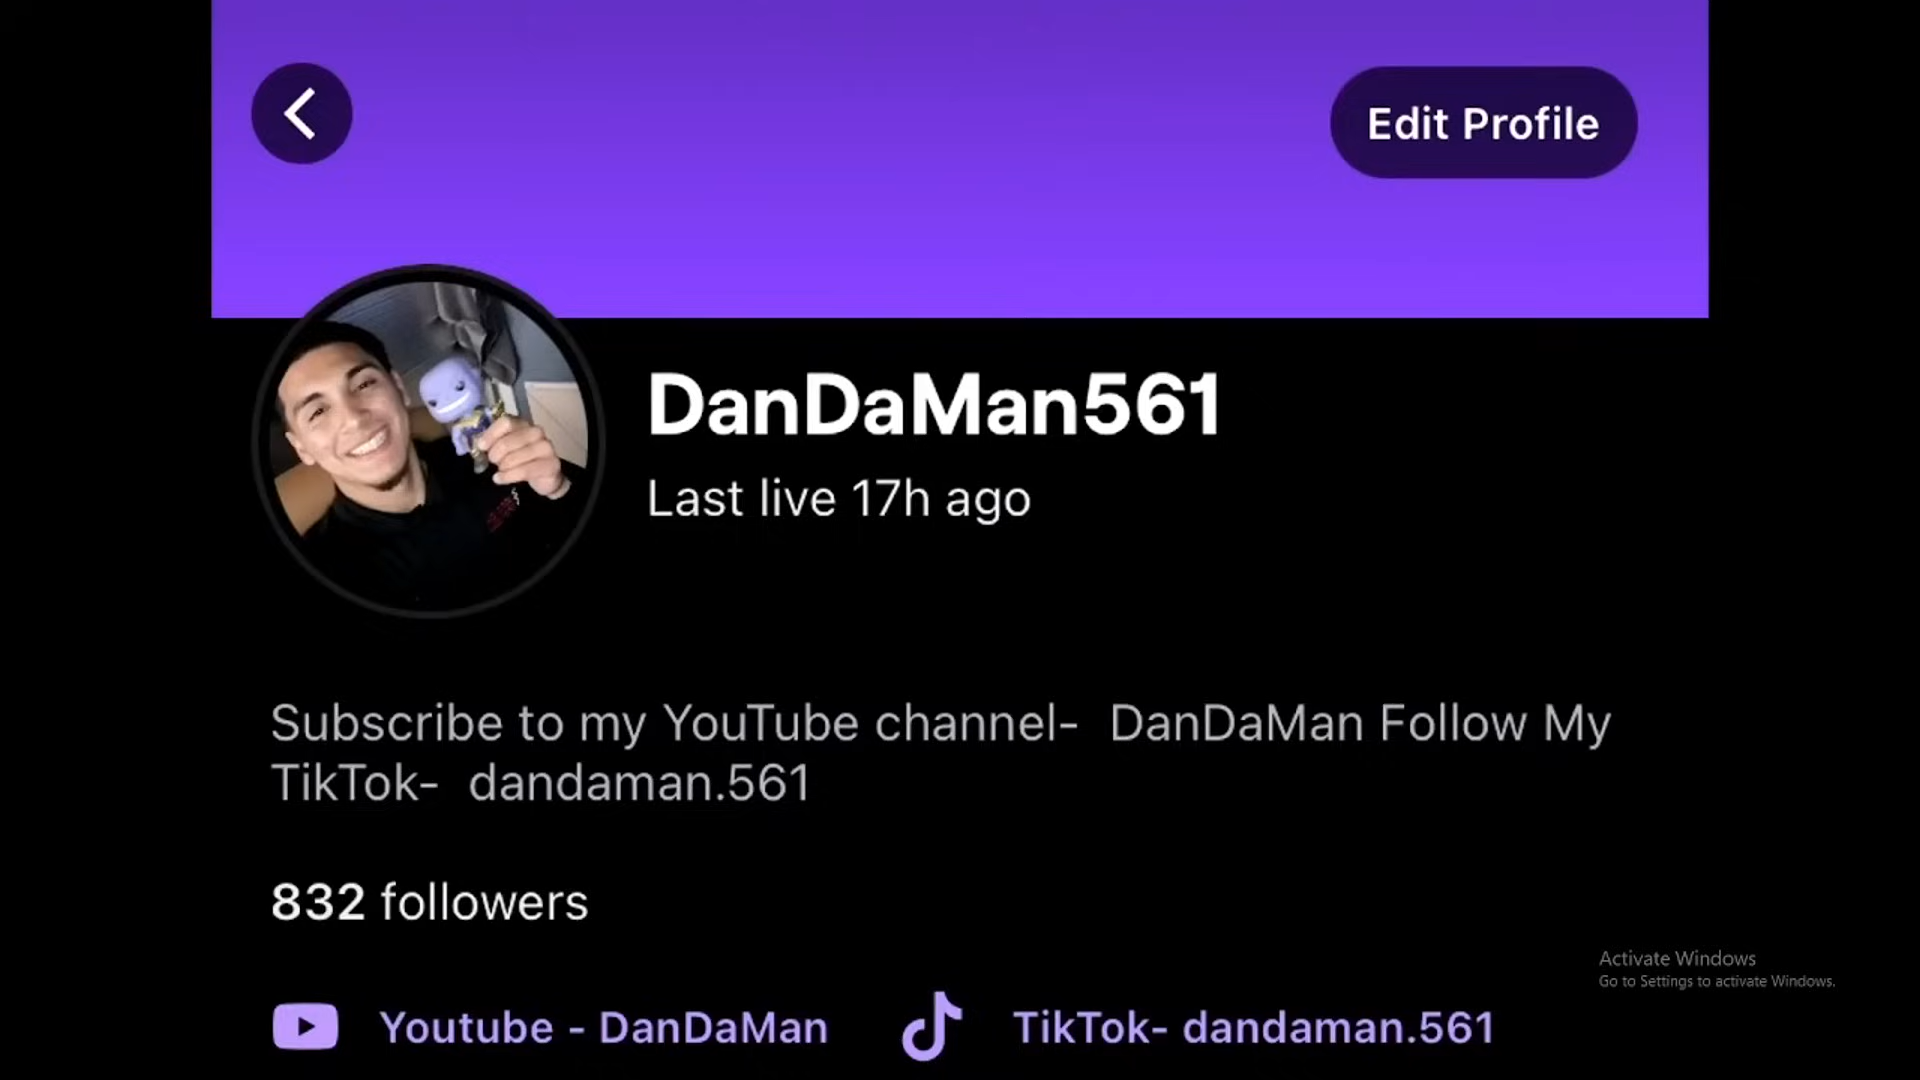 Edit Profile
DanDaMan561
Last live 17h ago
Subscribe to my YouTube channel- DanDaMan Follow My
TikTok- dandaman.561
832 followers
Activate Windows
Go to Settings to activate Windows.
Youtube - DanDaMan
TikTok- dandaman.561